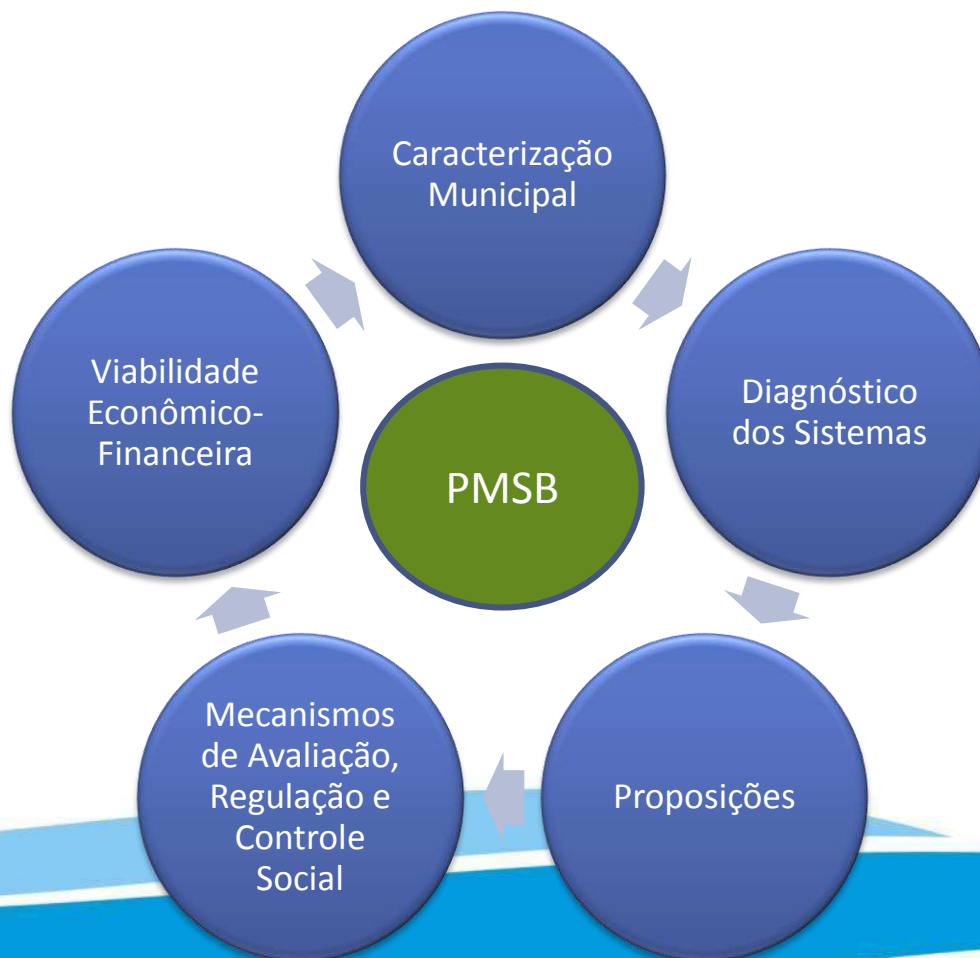 Caracterização
Municipal
Diagnóstico
dos Sistemas
Proposições
Mecanismos
de Avaliação,
Regulação e
Controle
Social
Viabilidade
Econômico-
Financeira
PMSB